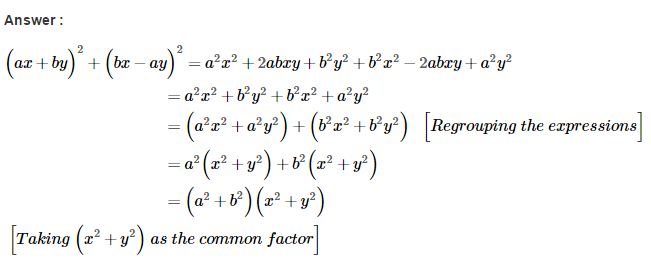 Answer :
(ax + by)² + (bx − ay)² = a²x² + 2abxy + b²y² + b²x² − 2abxy + a²y²
= a²x² + b²y² + b²x² + a²y²
= (a²x² + a²y²) + (b²x² + b²y²) [Regrouping the expressions]
= a² (x² + y²) + b² (x² + y²)
= (a² + b²) (x² + y²)
[Taking (x² + y²) as the common factor]